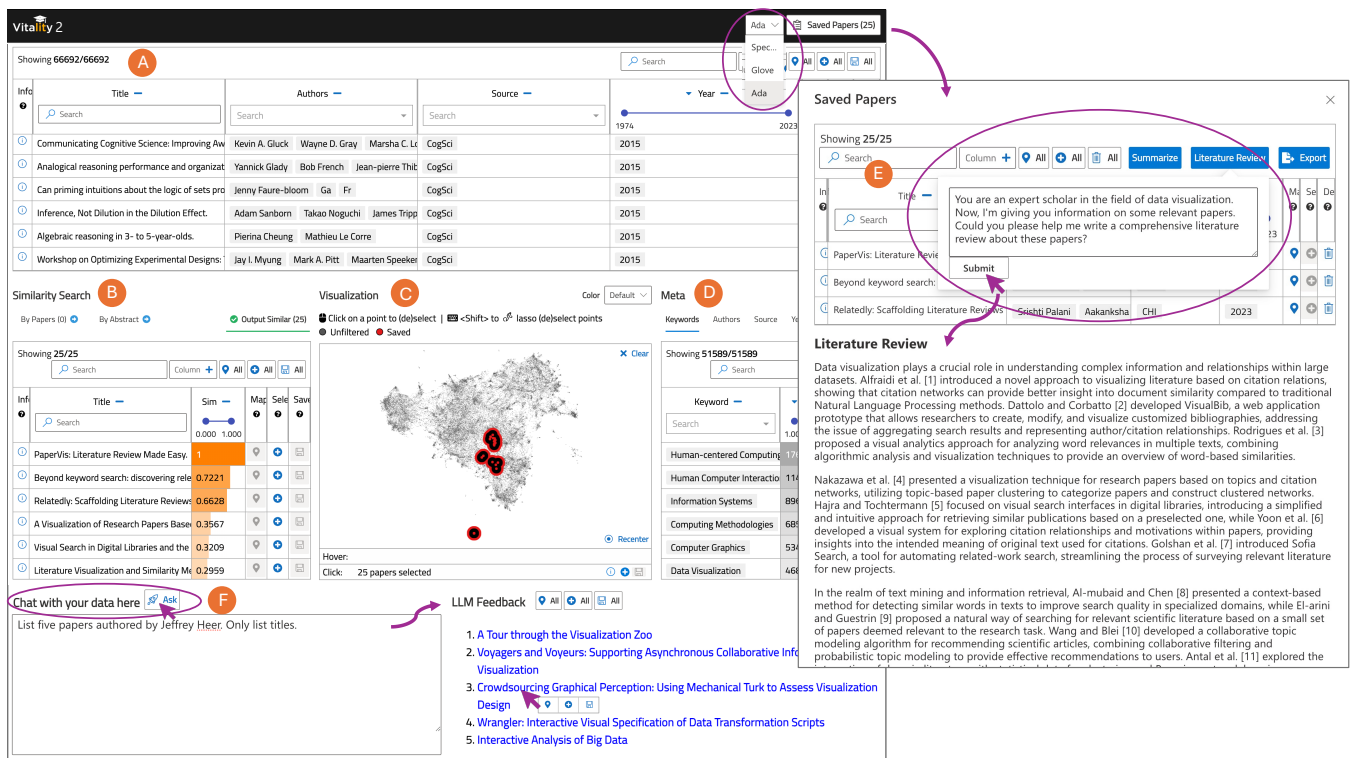 Vitality 2
Ada
Saved Papers (25)
Spec...
Glove
Ada
Showing 66692/66692
A
Search
All
All
All
Info
Title
Authors
Source
Year
Search
Search
Search
1974
2023
Communicating Cognitive Science: Improving Aw
Kevin A. Gluck Wayne D. Gray Marsha C. Lo
CogSci
2015
Analogical reasoning performance and organizat
Yannick Glady Bob French Jean-pierre Thib
CogSci
2015
Can priming intuitions about the logic of sets pro
Jenny Faure-bloom Ga Fr
CogSci
2015
Inference, Not Dilution in the Dilution Effect.
Adam Sanborn Takao Noguchi James Tripp
CogSci
2015
Algebraic reasoning in 3- to 5-year-olds.
Pierina Cheung Mathieu Le Corre
CogSci
2015
Workshop on Optimizing Experimental Designs:
Jay I. Myung Mark A. Pitt Maarten Speeker
CogSci
2015
Similarity Search
B
By Papers (0)
By Abstract
Output Similar (25)
Showing 25/25
Search
Column +
All
All
All
Info
Title
Sim
Map
Sele
Save
Search
0.000 1.000
PaperVis: Literature Review Made Easy.
1
Beyond keyword search: discovering rele
0.7221
Relatedly: Scaffolding Literature Reviews
0.6628
A Visualization of Research Papers Base
0.3567
Visual Search in Digital Libraries and the
0.3209
Literature Visualization and Similarity Me
0.2959
Visualization
C
Color
Default
Click on a point to (de)select | <Shift> to lasso (de)select points
Unfiltered
Saved
Clear
Recenter
Hover:
Click: 25 papers selected
Meta
D
Keywords
Authors
Source
Ye
Showing 51589/51589
Search
Keyword
Search
1.00
Human-centered Computing
Human Computer Interactio
114
Information Systems
896
Computing Methodologies
685
Computer Graphics
534
Data Visualization
468
Chat with your data here
Ask
F
List five papers authored by Jeffrey Heer. Only list titles.
LLM Feedback
All
All
All
1. A Tour through the Visualization Zoo
2. Voyagers and Voyeurs: Supporting Asynchronous Collaborative Info
Visualization
3. Crowdsourcing Graphical Perception: Using Mechanical Turk to Assess Visualization
Design
4. Wrangler: Interactive Visual Specification of Data Transformation Scripts
5. Interactive Analysis of Big Data
Saved Papers
Showing 25/25
Search
Column +
All
All
All
Summarize
Literature Review
Export
E
In
Title
Ma
Se
De
Search
23
You are an expert scholar in the field of data visualization.
Now, I'm giving you information on some relevant papers.
Could you please help me write a comprehensive literature
review about these papers?
Submit
PaperVis: Literature Revie
Beyond keyword search:
Relatedly: Scaffolding Literature Reviews
Srishti Palani Aakanksha
CHI
2023
Literature Review
Data visualization plays a crucial role in understanding complex information and relationships within large
datasets. Alfraidi et al. [1] introduced a novel approach to visualizing literature based on citation relations,
showing that citation networks can provide better insight into document similarity compared to traditional
Natural Language Processing methods. Dattolo and Corbatto [2] developed VisualBib, a web application
prototype that allows researchers to create, modify, and visualize customized bibliographies, addressing
the issue of aggregating search results and representing author/citation relationships. Rodrigues et al. [3]
proposed a visual analytics approach for analyzing word relevances in multiple texts, combining
algorithmic analysis and visualization techniques to provide an overview of word-based similarities.
Nakazawa et al. [4] presented a visualization technique for research papers based on topics and citation
networks, utilizing topic-based paper clustering to categorize papers and construct clustered networks.
Hajra and Tochtermann [5] focused on visual search interfaces in digital libraries, introducing a simplified
and intuitive approach for retrieving similar publications based on a preselected one, while Yoon et al. [6]
developed a visual system for exploring citation relationships and motivations within papers, providing
insights into the intended meaning of original text used for citations. Golshan et al. [7] introduced Sofia
Search, a tool for automating related-work search, streamlining the process of surveying relevant literature
for new projects.
In the realm of text mining and information retrieval, Al-mubaid and Chen [8] presented a context-based
method for detecting similar words in texts to improve search quality in specialized domains, while El-arini
and Guestrin [9] proposed a natural way of searching for relevant scientific literature based on a small set
of papers deemed relevant to the research task. Wang and Blei [10] developed a collaborative topic
modeling algorithm for recommending scientific articles, combining collaborative filtering and
probabilistic topic modeling to provide effective recommendations to users. Antal et al. [11] explored the